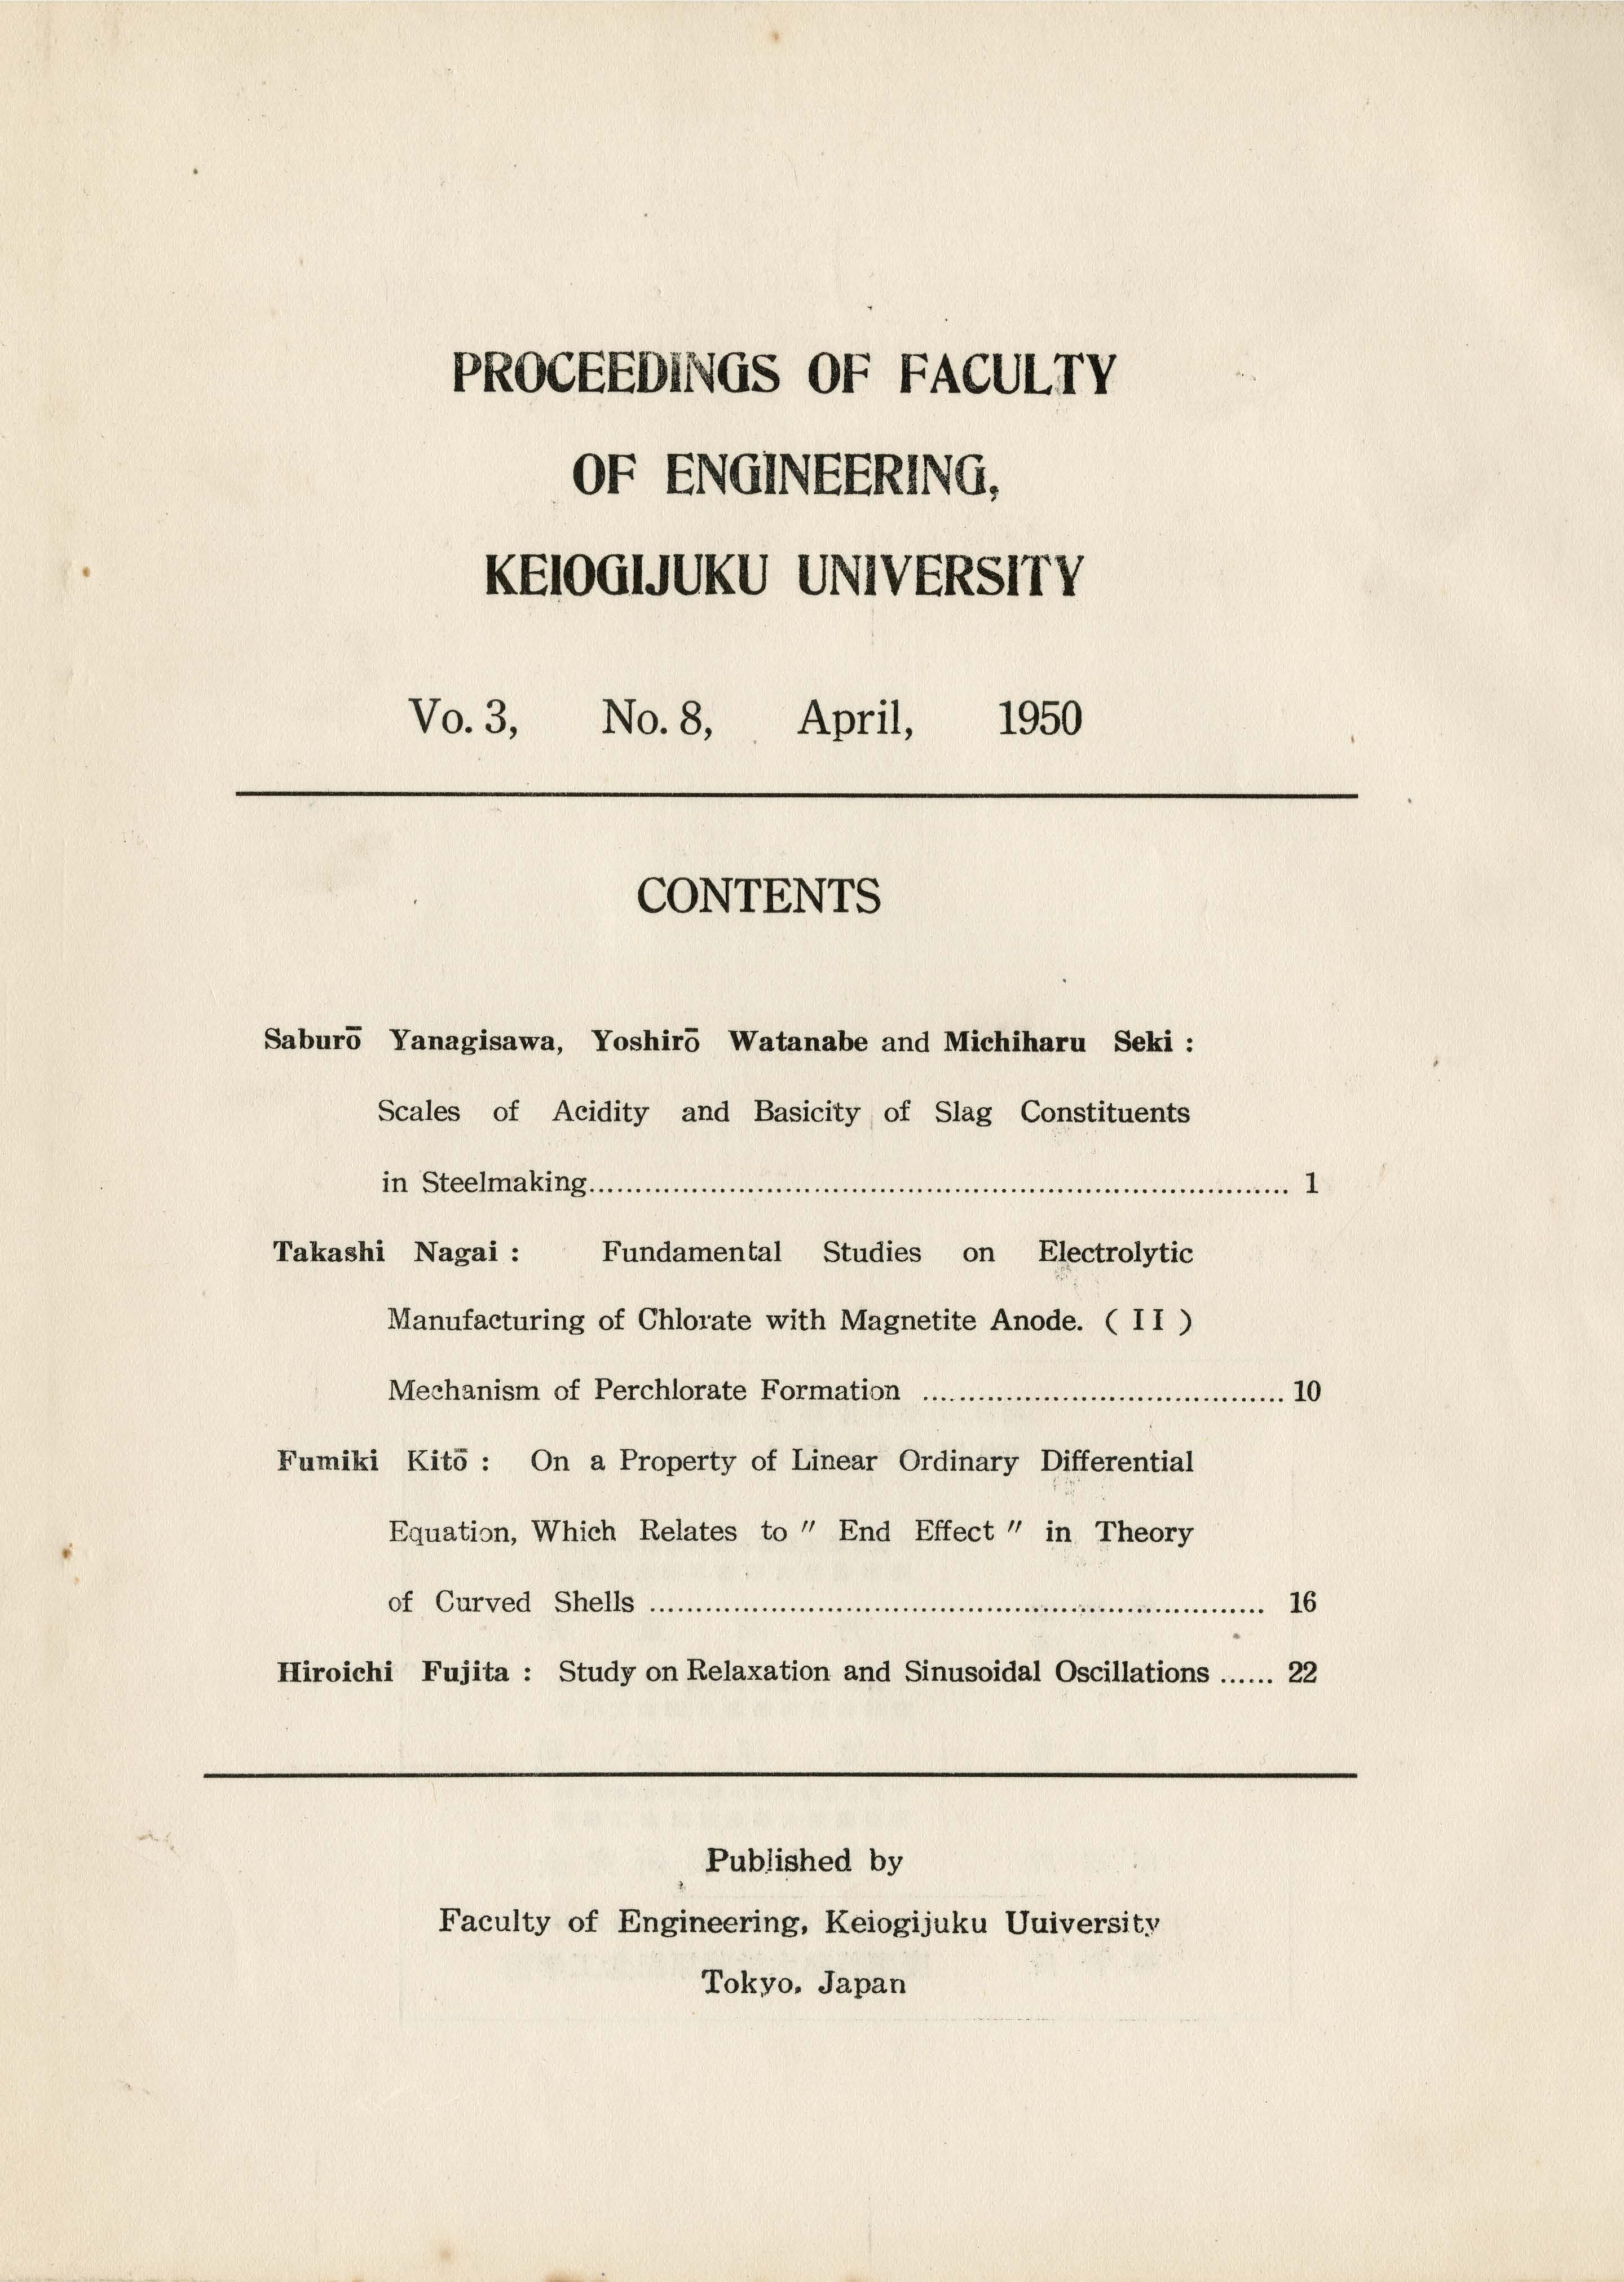 PROCEEDINGS OF FACULTY
OF ENGINEERING,
KEIOGIJUKU UNIVERSITY
Vo. 3, No. 8, April, 1950
CONTENTS
Saburō Yanagisawa, Yoshirō Watanabe and Michiharu Seki :
Scales of Acidity and Basicity of Slag Constituents
in Steelmaking........................................................................... 1
Takashi Nagai : Fundamental Studies on Electrolytic
Manufacturing of Chlorate with Magnetite Anode. ( II )
Mechanism of Perchlorate Formation ....................................... 10
Fumiki Kitō : On a Property of Linear Ordinary Differential
Equation, Which Relates to " End Effect " in Theory
of Curved Shells .................................................................. 16
Hiroichi Fujita : Study on Relaxation and Sinusoidal Oscillations ...... 22
Published by
Faculty of Engineering, Keiogijuku Uuiversity
Tokyo, Japan